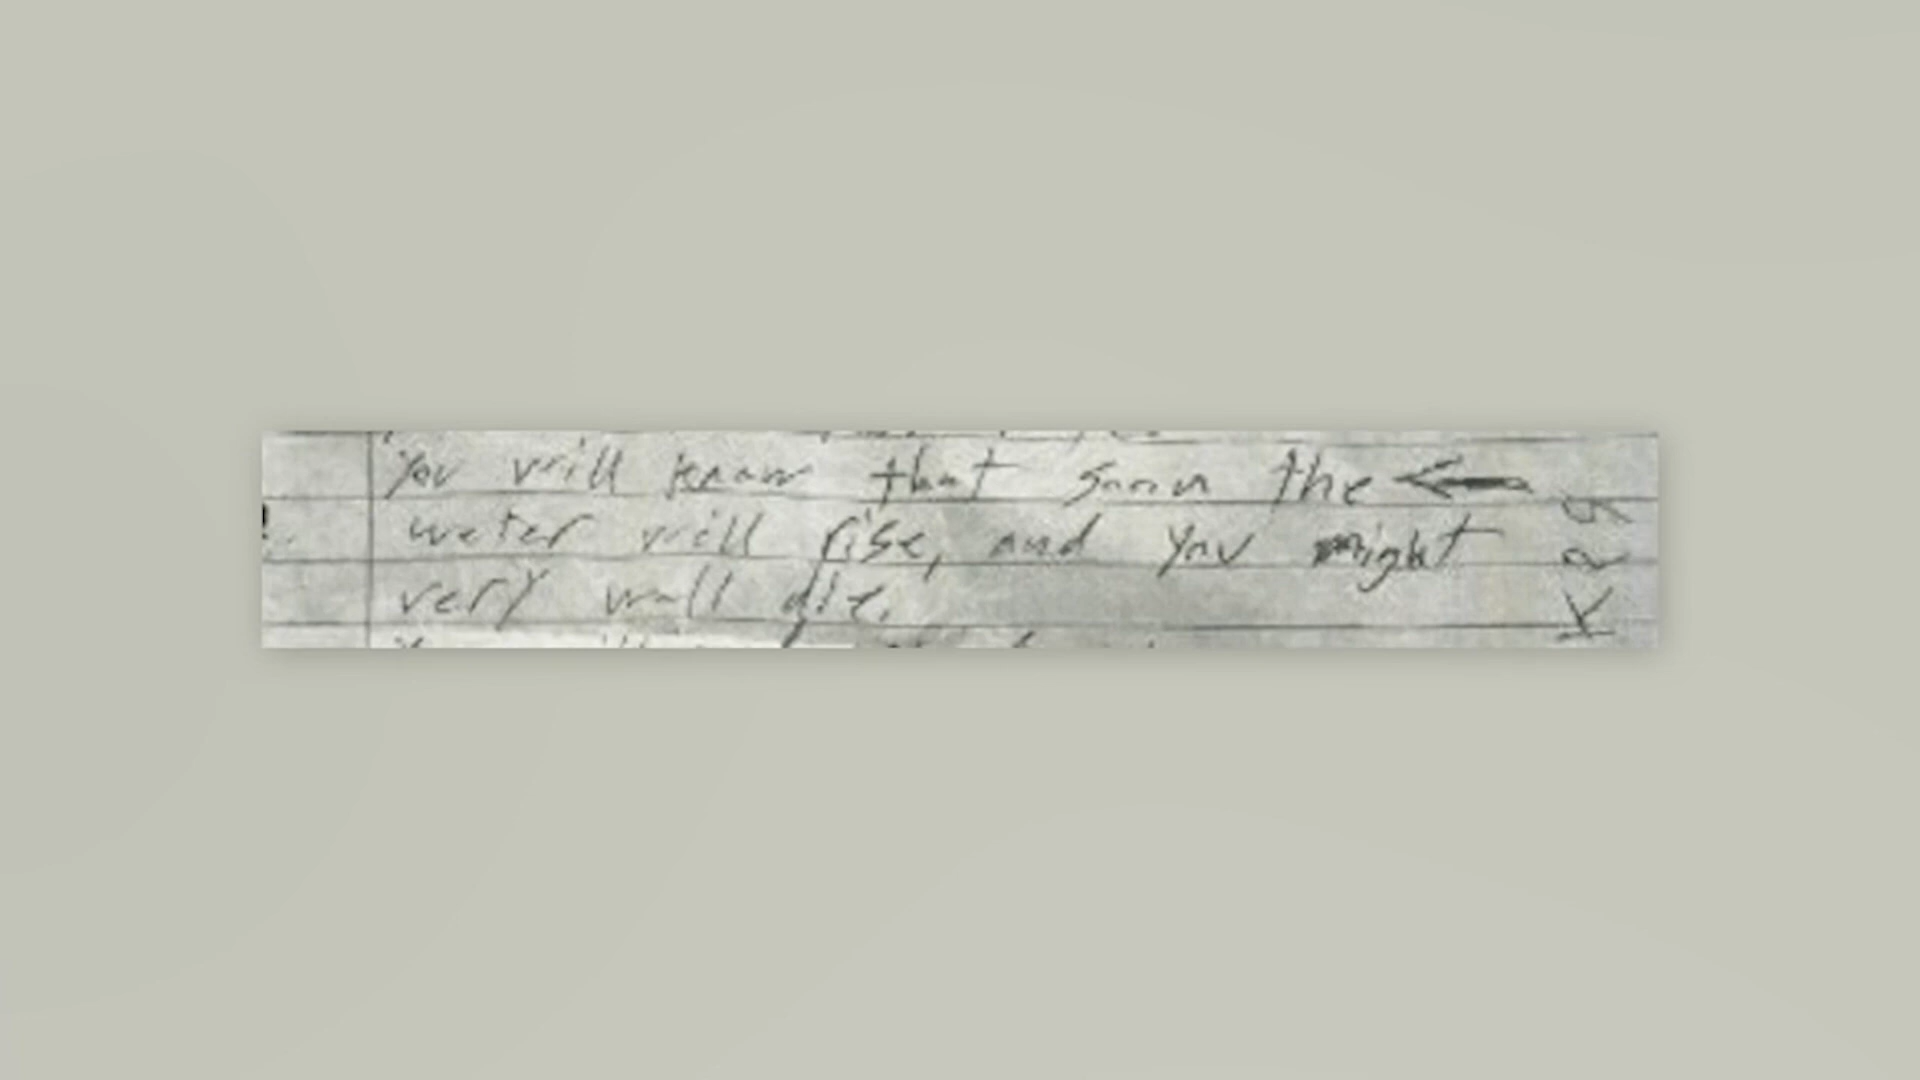 You will know that soon the ←
water will rise, and you might
very well die.